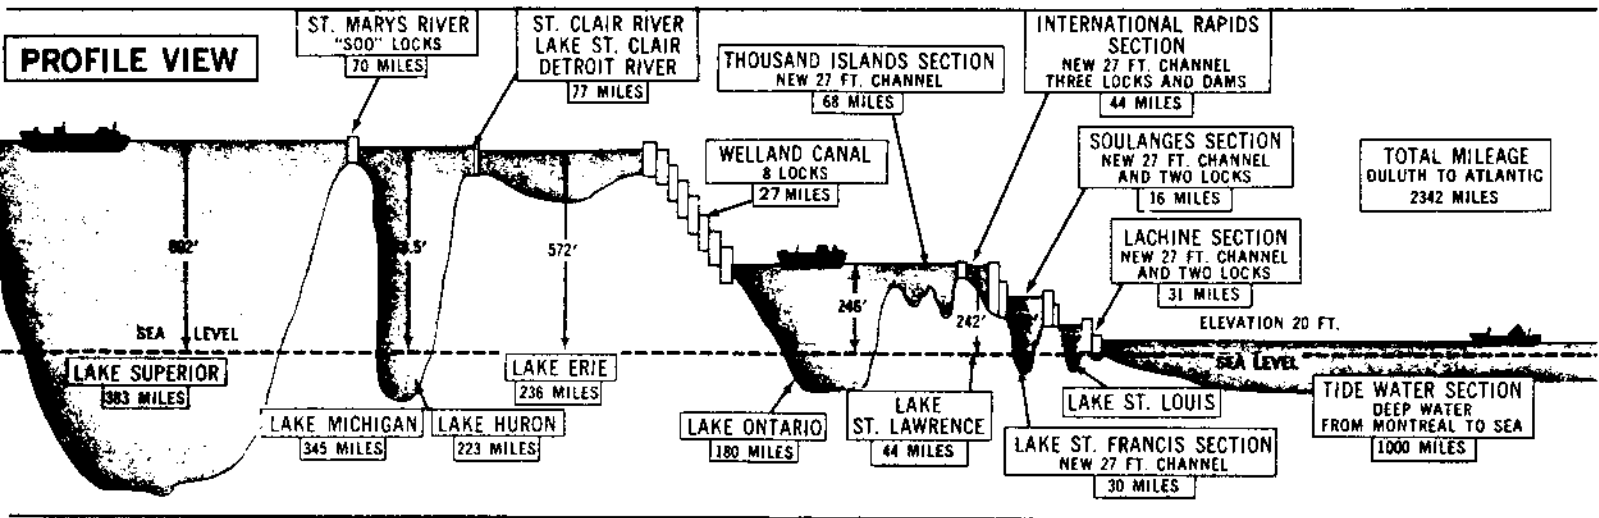 PROFILE VIEW
ST. MARYS RIVER
"SOO" LOCKS
70 MILES
ST. CLAIR RIVER
LAKE ST. CLAIR
DETROIT RIVER
77 MILES
THOUSAND ISLANDS SECTION
NEW 27 FT. CHANNEL
68 MILES
INTERNATIONAL RAPIDS
SECTION
NEW 27 FT. CHANNEL
THREE LOCKS AND DAMS
44 MILES
WELLAND CANAL
8 LOCKS
27 MILES
SOULANGES SECTION
NEW 27 FT. CHANNEL
AND TWO LOCKS
16 MILES
TOTAL MILEAGE
DULUTH TO ATLANTIC
2342 MILES
LACHINE SECTION
NEW 27 FT. CHANNEL
AND TWO LOCKS
31 MILES
572'
246'
242'
ELEVATION 20 FT.
SEA LEVEL
SEA LEVEL
LAKE SUPERIOR
383 MILES
LAKE MICHIGAN
345 MILES
LAKE HURON
223 MILES
LAKE ERIE
236 MILES
LAKE ONTARIO
180 MILES
LAKE
ST. LAWRENCE
44 MILES
LAKE ST. FRANCIS SECTION
NEW 27 FT. CHANNEL
30 MILES
LAKE ST. LOUIS
TIDE WATER SECTION
DEEP WATER
FROM MONTREAL TO SEA
1000 MILES